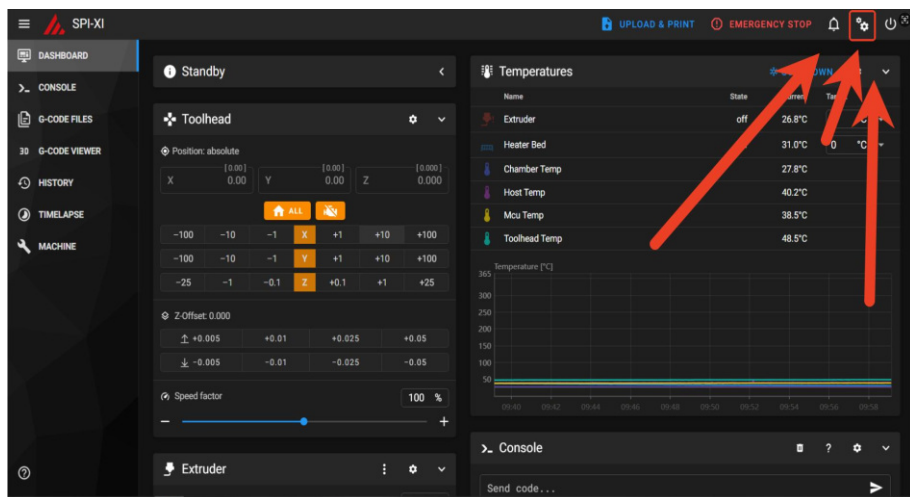 SPI-XI
UPLOAD & PRINT
EMERGENCY STOP
DASHBOARD
CONSOLE
G-CODE FILES
3D G-CODE VIEWER
HISTORY
TIMELAPSE
MACHINE
Standby
Toolhead
Position: absolute
[0.00] [0.00] [0.000]
X 0.00 Y 0.00 Z 0.000
ALL
-100 -10 -1 X +1 +10 +100
-100 -10 -1 Y +1 +10 +100
-25 -1 -0.1 Z +0.1 +1 +25
Z-Offset: 0.000
+0.005 +0.01 +0.025 +0.05
-0.005 -0.01 -0.025 -0.05
Speed factor 100 %
Extruder
Temperatures
Name State
Extruder off 26.8°C
Heater Bed 31.0°C 0 °C
Chamber Temp 27.8°C
Host Temp 40.2°C
Mcu Temp 38.5°C
Toolhead Temp 48.5°C
Temperature [°C]
365
300
250
200
150
100
50
09:40 09:42 09:44 09:46 09:48 09:50 09:52 09:54 09:56 09:58
Console
Send code...